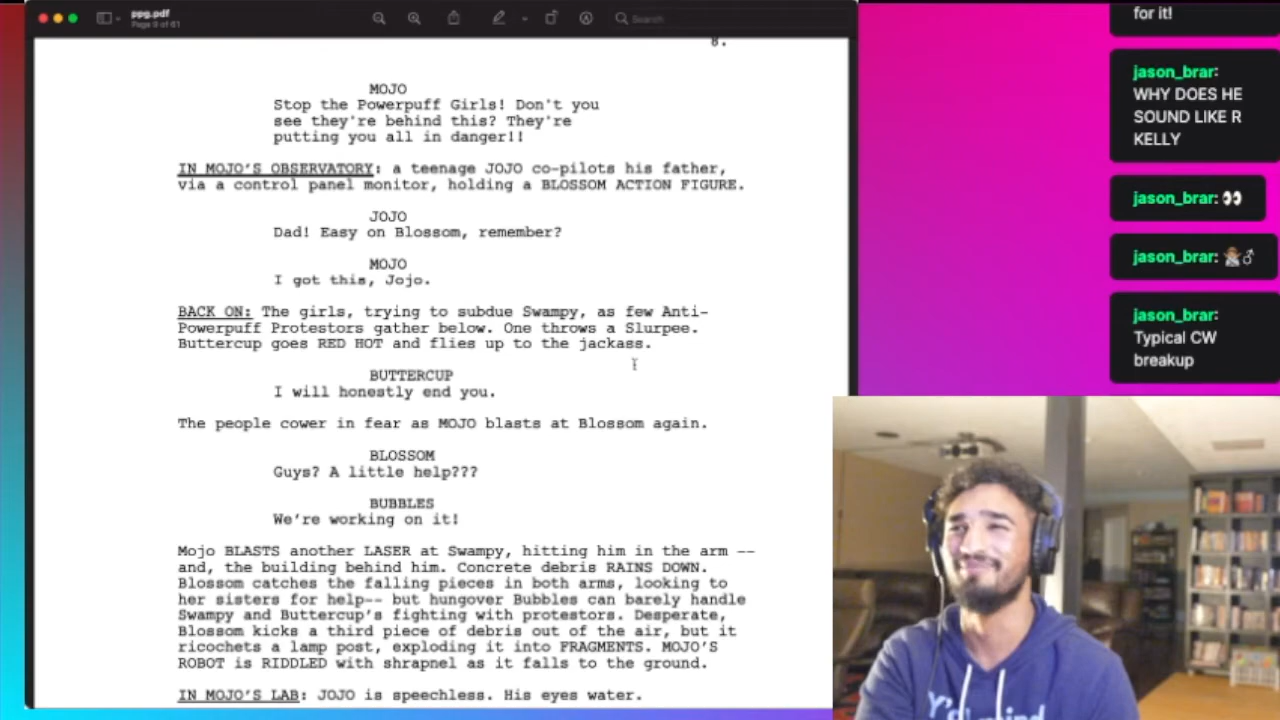 ppg.pdf
Page 9 of 61
Search
8.
MOJO
Stop the Powerpuff Girls! Don't you
see they're behind this? They're
putting you all in danger!!
IN MOJO'S OBSERVATORY: a teenage JOJO co-pilots his father,
via a control panel monitor, holding a BLOSSOM ACTION FIGURE.
JOJO
Dad! Easy on Blossom, remember?
MOJO
I got this, Jojo.
BACK ON: The girls, trying to subdue Swampy, as few Anti-
Powerpuff Protestors gather below. One throws a Slurpee.
Buttercup goes RED HOT and flies up to the jackass.
BUTTERCUP
I will honestly end you.
The people cower in fear as MOJO blasts at Blossom again.
BLOSSOM
Guys? A little help???
BUBBLES
We're working on it!
Mojo BLASTS another LASER at Swampy, hitting him in the arm --
and, the building behind him. Concrete debris RAINS DOWN.
Blossom catches the falling pieces in both arms, looking to
her sisters for help-- but hungover Bubbles can barely handle
Swampy and Buttercup's fighting with protestors. Desperate,
Blossom kicks a third piece of debris out of the air, but it
ricochets a lamp post, exploding it into FRAGMENTS. MOJO'S
ROBOT is RIDDLED with shrapnel as it falls to the ground.
IN MOJO'S LAB: JOJO is speechless. His eyes water.
for it!
jason_brar:
WHY DOES HE
SOUND LIKE R
KELLY
jason_brar: 👀
jason_brar:
jason_brar:
Typical CW
breakup